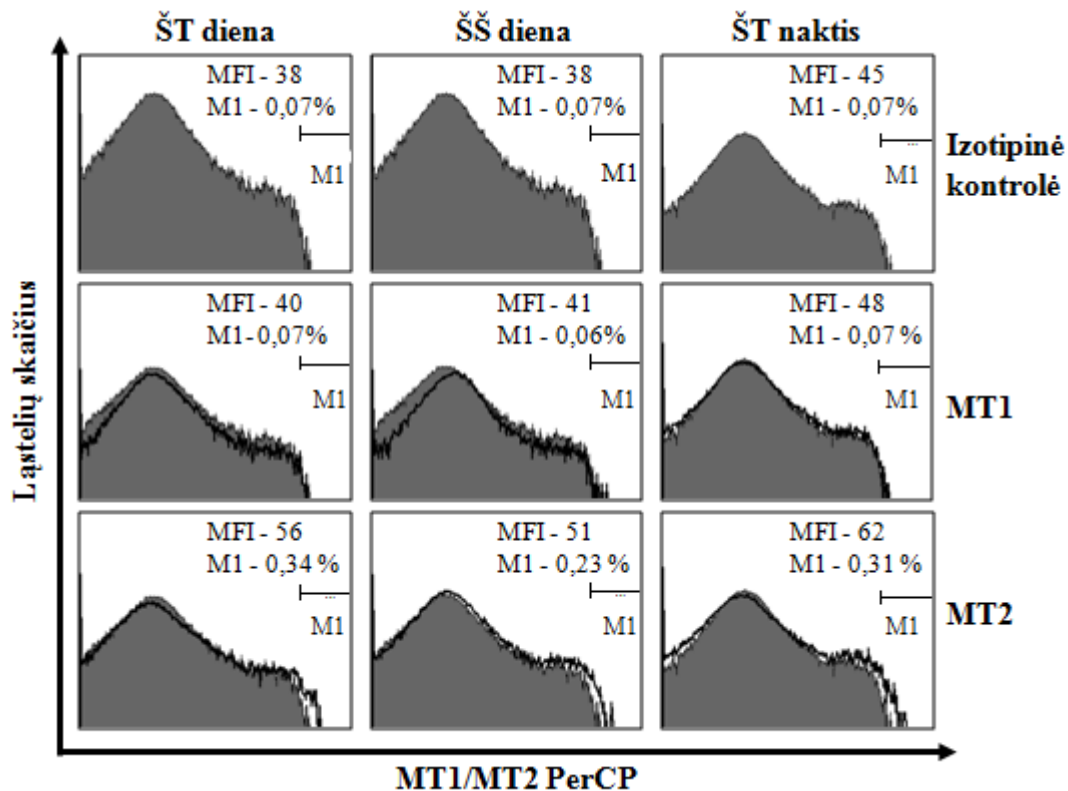 ŠT diena
ŠŠ diena
ŠT naktis
MFI - 38
M1 - 0,07%
M1
MFI - 38
M1 - 0,07%
M1
MFI - 45
M1 - 0,07%
M1
Izotipinė
kontrolė
MFI - 40
M1- 0,07%
M1
MFI - 41
M1 - 0,06%
M1
MFI - 48
M1 - 0,07 %
M1
MT1
MFI - 56
M1 - 0,34 %
M1
MFI - 51
M1 - 0,23 %
M1
MFI - 62
M1 - 0,31 %
M1
MT2
Ląstelių skaičius
MT1/MT2 PerCP